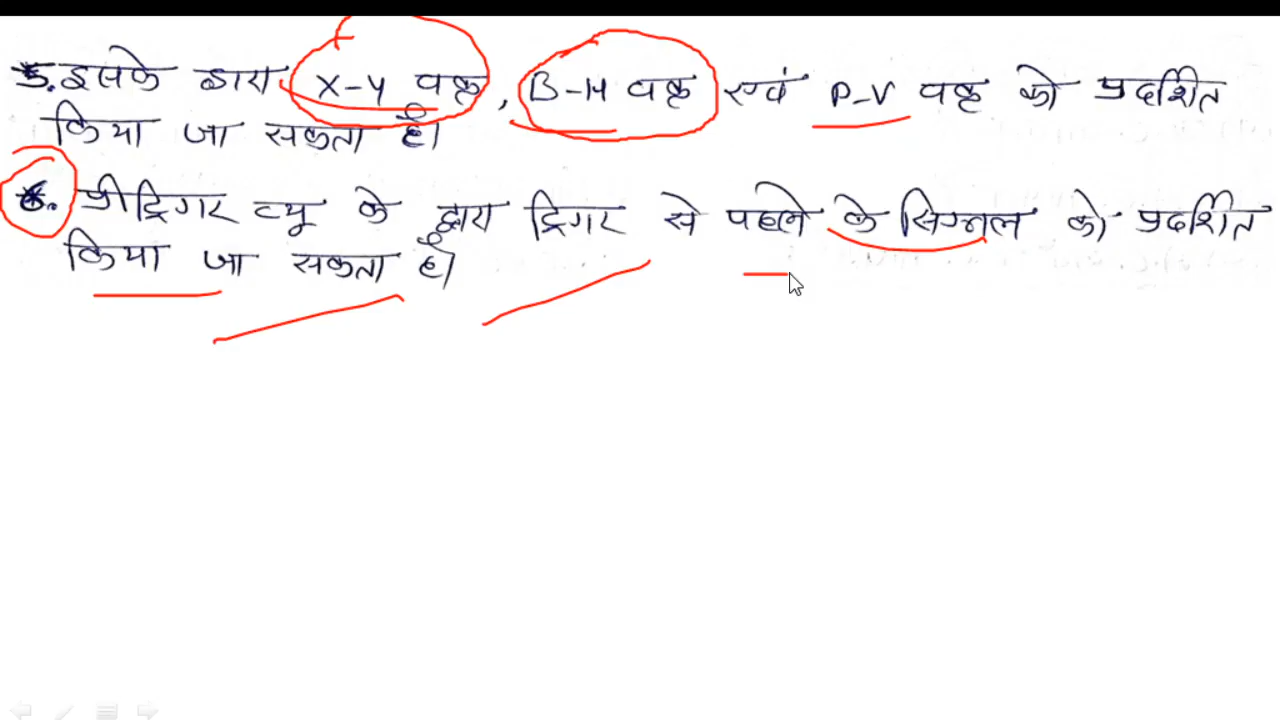 5. इसके द्वारा X-Y वक्र, B-H वक्र एवं P-V वक्र को प्रदर्शित
किया जा सकता है।
6. प्रीट्रिगर व्यू के द्वारा ट्रिगर से पहले के सिग्नल को प्रदर्शित
किया जा सकता है।